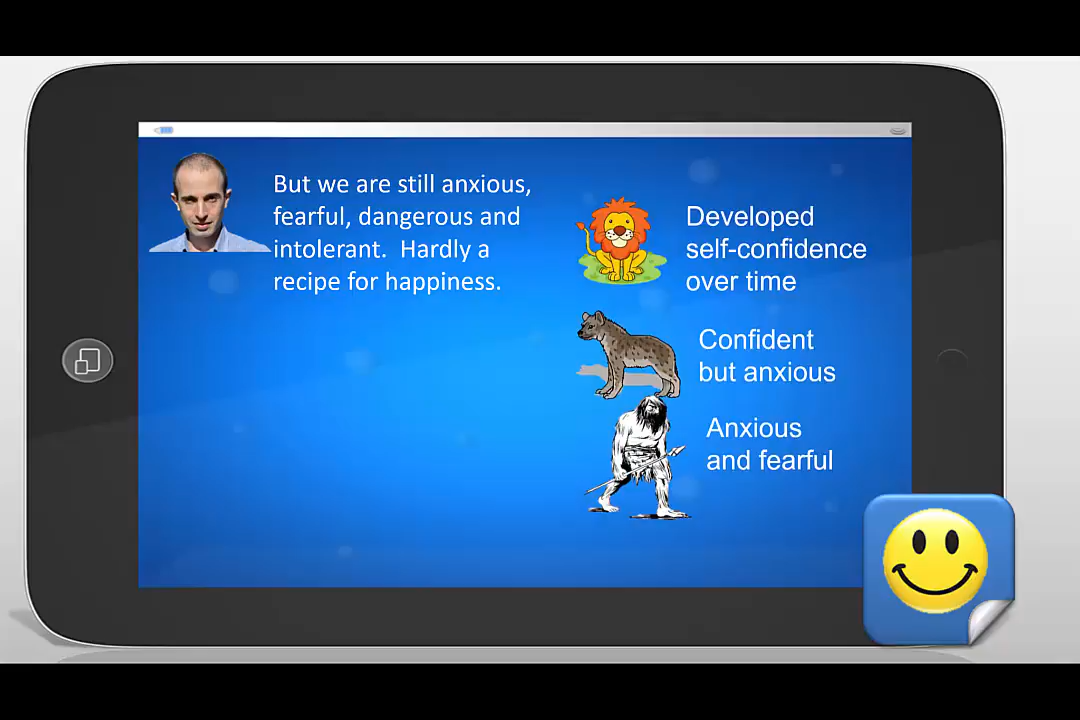 But we are still anxious,
fearful, dangerous and
intolerant.  Hardly a
recipe for happiness.
Developed
self-confidence
over time
Confident
but anxious
Anxious
and fearful